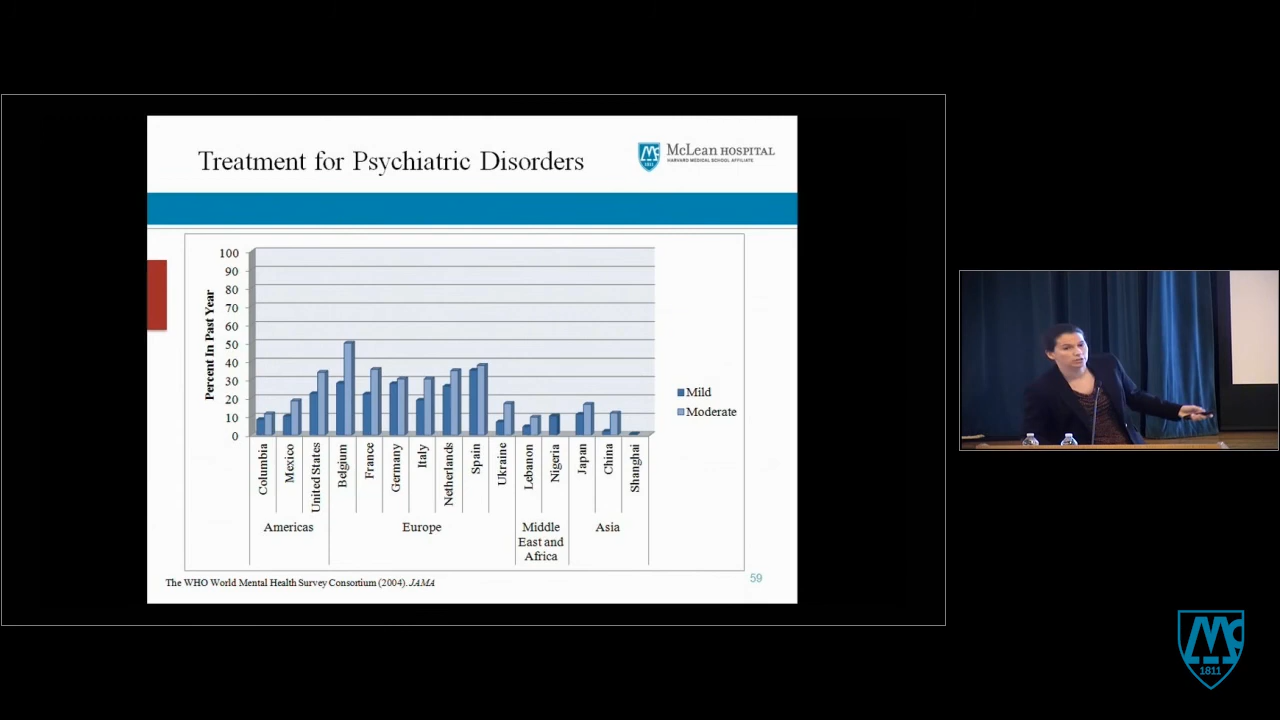 Treatment for Psychiatric Disorders
McLean HOSPITAL
HARVARD MEDICAL SCHOOL AFFILIATE
1811
Percent In Past Year
100
90
80
70
60
50
40
30
20
10
0
Columbia
Mexico
United States
Belgium
France
Germany
Italy
Netherlands
Spain
Ukraine
Lebanon
Nigeria
Japan
China
Shanghai
Americas
Europe
Middle
East and
Africa
Asia
Mild
Moderate
The WHO World Mental Health Survey Consortium (2004). JAMA
59
1811